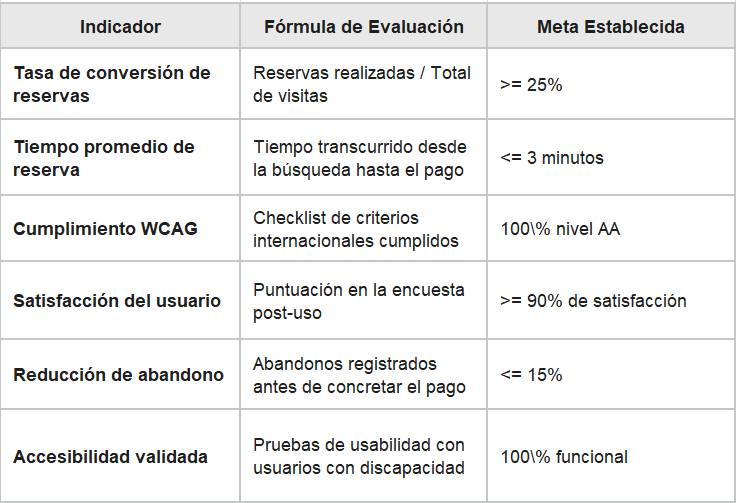 Indicador
Fórmula de Evaluación
Meta Establecida
Tasa de conversión de
reservas
Reservas realizadas / Total
de visitas
>= 25%
Tiempo promedio de
reserva
Tiempo transcurrido desde
la búsqueda hasta el pago
<= 3 minutos
Cumplimiento WCAG
Checklist de criterios
internacionales cumplidos
100\% nivel AA
Satisfacción del usuario
Puntuación en la encuesta
post-uso
>= 90% de satisfacción
Reducción de abandono
Abandonos registrados
antes de concretar el pago
<= 15%
Accesibilidad validada
Pruebas de usabilidad con
usuarios con discapacidad
100\% funcional